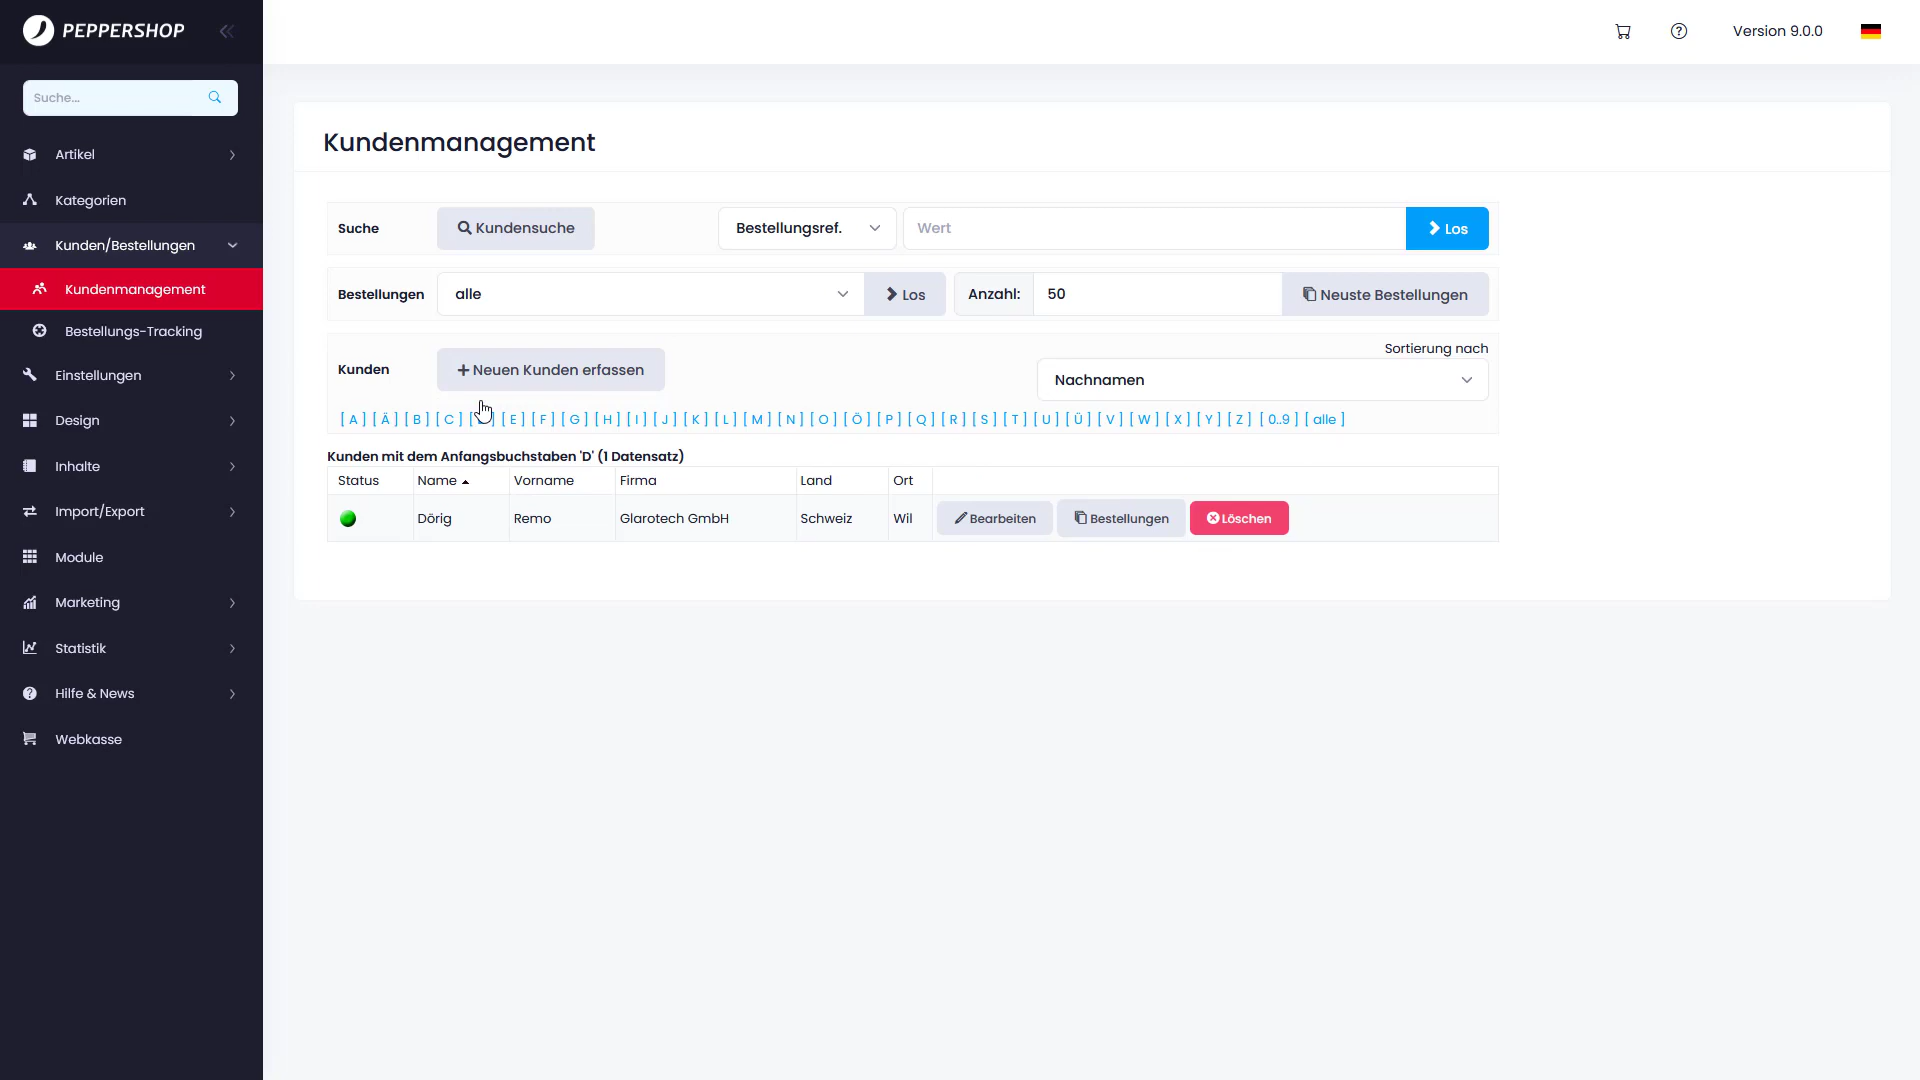 PEPPERSHOP
Version 9.0.0
Suche...
Artikel
Kategorien
Kunden/Bestellungen
Kundenmanagement
Bestellungs-Tracking
Einstellungen
Design
Inhalte
Import/Export
Module
Marketing
Statistik
Hilfe & News
Webkasse
Kundenmanagement
Suche Kundensuche Bestellungsref. Wert Los
Bestellungen alle Los Anzahl: 50 Neuste Bestellungen
Sortierung nach
Kunden Neuen Kunden erfassen Nachnamen
[ A ] [ Ä ] [ B ] [ C ] [ ] [ E ] [ F ] [ G ] [ H ] [ I ] [ J ] [ K ] [ L ] [ M ] [ N ] [ O ] [ Ö ] [ P ] [ Q ] [ R ] [ S ] [ T ] [ U ] [ Ü ] [ V ] [ W ] [ X ] [ Y ] [ Z ] [ 0..9 ] [ alle ]
Kunden mit dem Anfangsbuchstaben 'D' (1 Datensatz)
Status Name Vorname Firma Land Ort
Dörig Remo Glarotech GmbH Schweiz Wil Bearbeiten Bestellungen Löschen